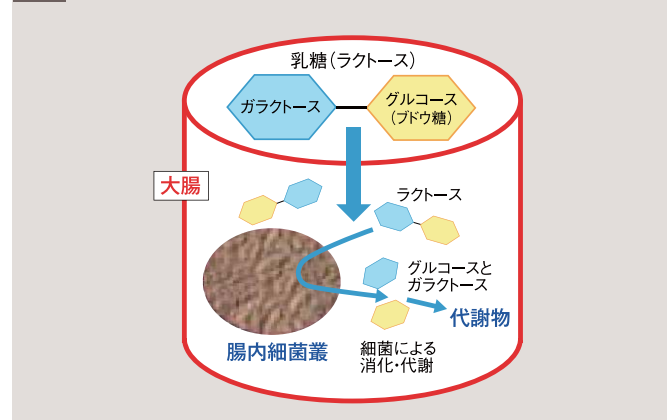 乳糖（ラクトース）
ガラクトース
グルコース
（ブドウ糖）
大腸
ラクトース
グルコースと
ガラクトース
代謝物
腸内細菌叢
細菌による
消化・代謝